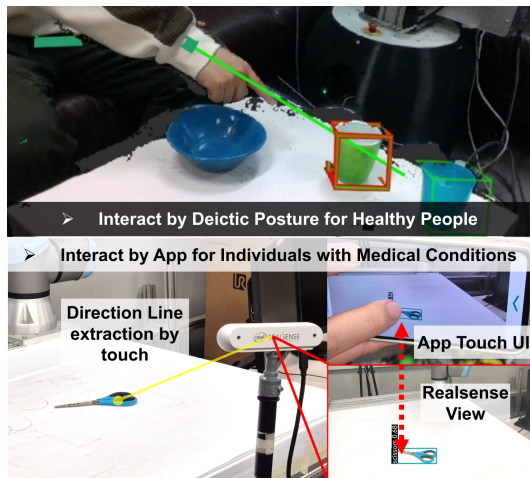 ➢ Interact by Deictic Posture for Healthy People
➢ Interact by App for Individuals with Medical Conditions
Direction Line
extraction by
touch
REALSENSE
App Touch UI
Realsense
View